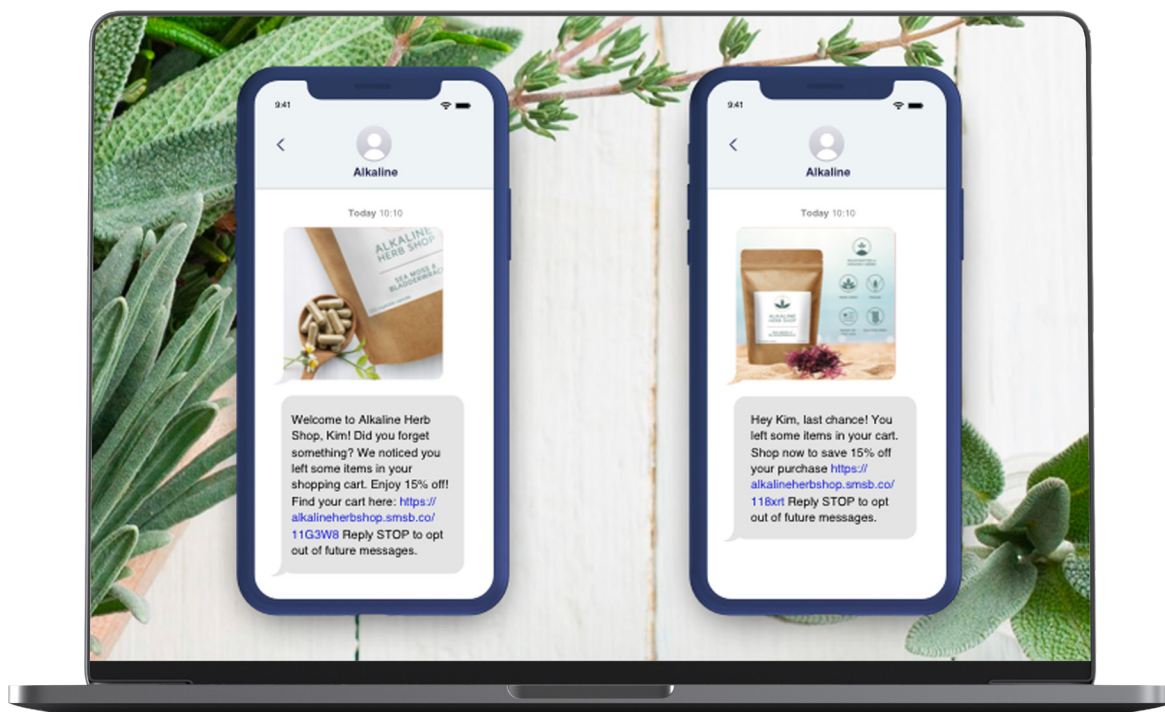 9:41
Alkaline
Today 10:10
ALKALINE
HERB SHOP
SEA MOSS &
BLADDERWRACK
Welcome to Alkaline Herb
Shop, Kim! Did you forget
something? We noticed you
left some items in your
shopping cart. Enjoy 15% off!
Find your cart here: https://
alkalineherbshop.smsb.co/
11G3W8 Reply STOP to opt
out of future messages.
9:41
Alkaline
Today 10:10
ALKALINE
HERB SHOP
SEA MOSS &
BLADDERWRACK
Hey Kim, last chance! You
left some items in your cart.
Shop now to save 15% off
your purchase https://
alkalineherbshop.smsb.co/
118xrt Reply STOP to opt
out of future messages.